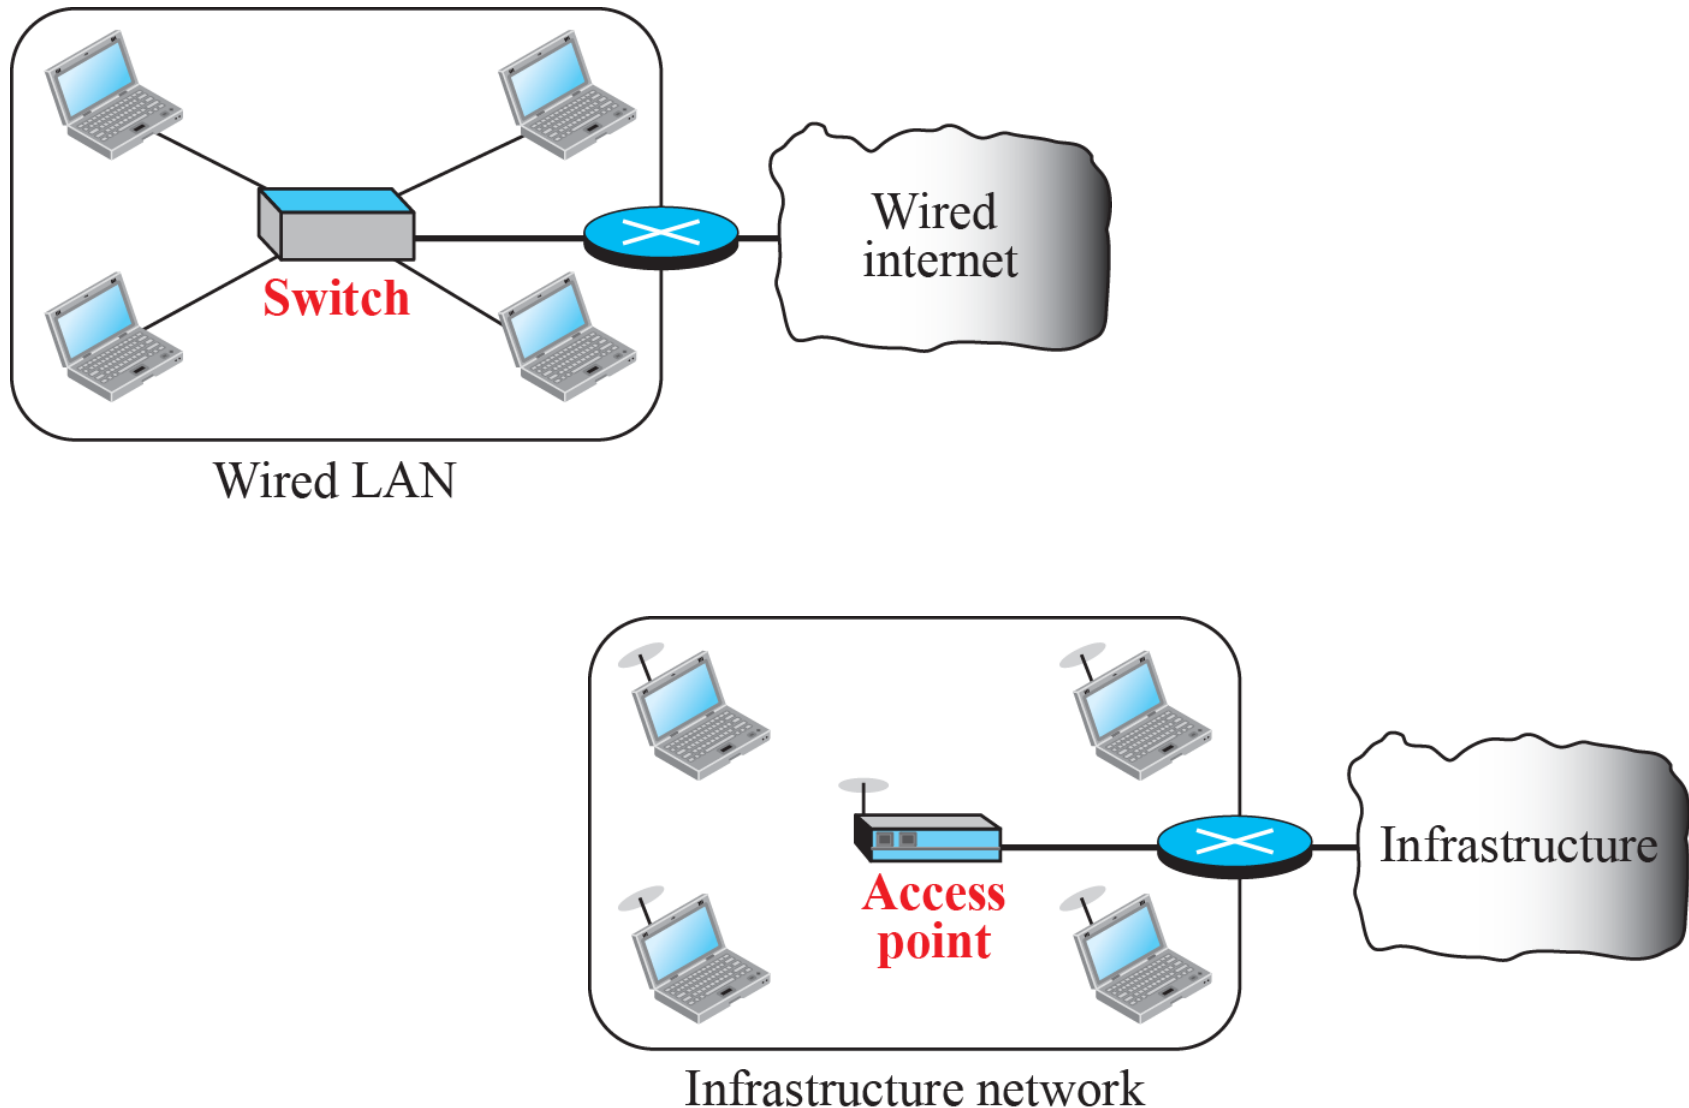 Wired
internet
Switch
Wired LAN
Infrastructure
Access
point
Infrastructure network